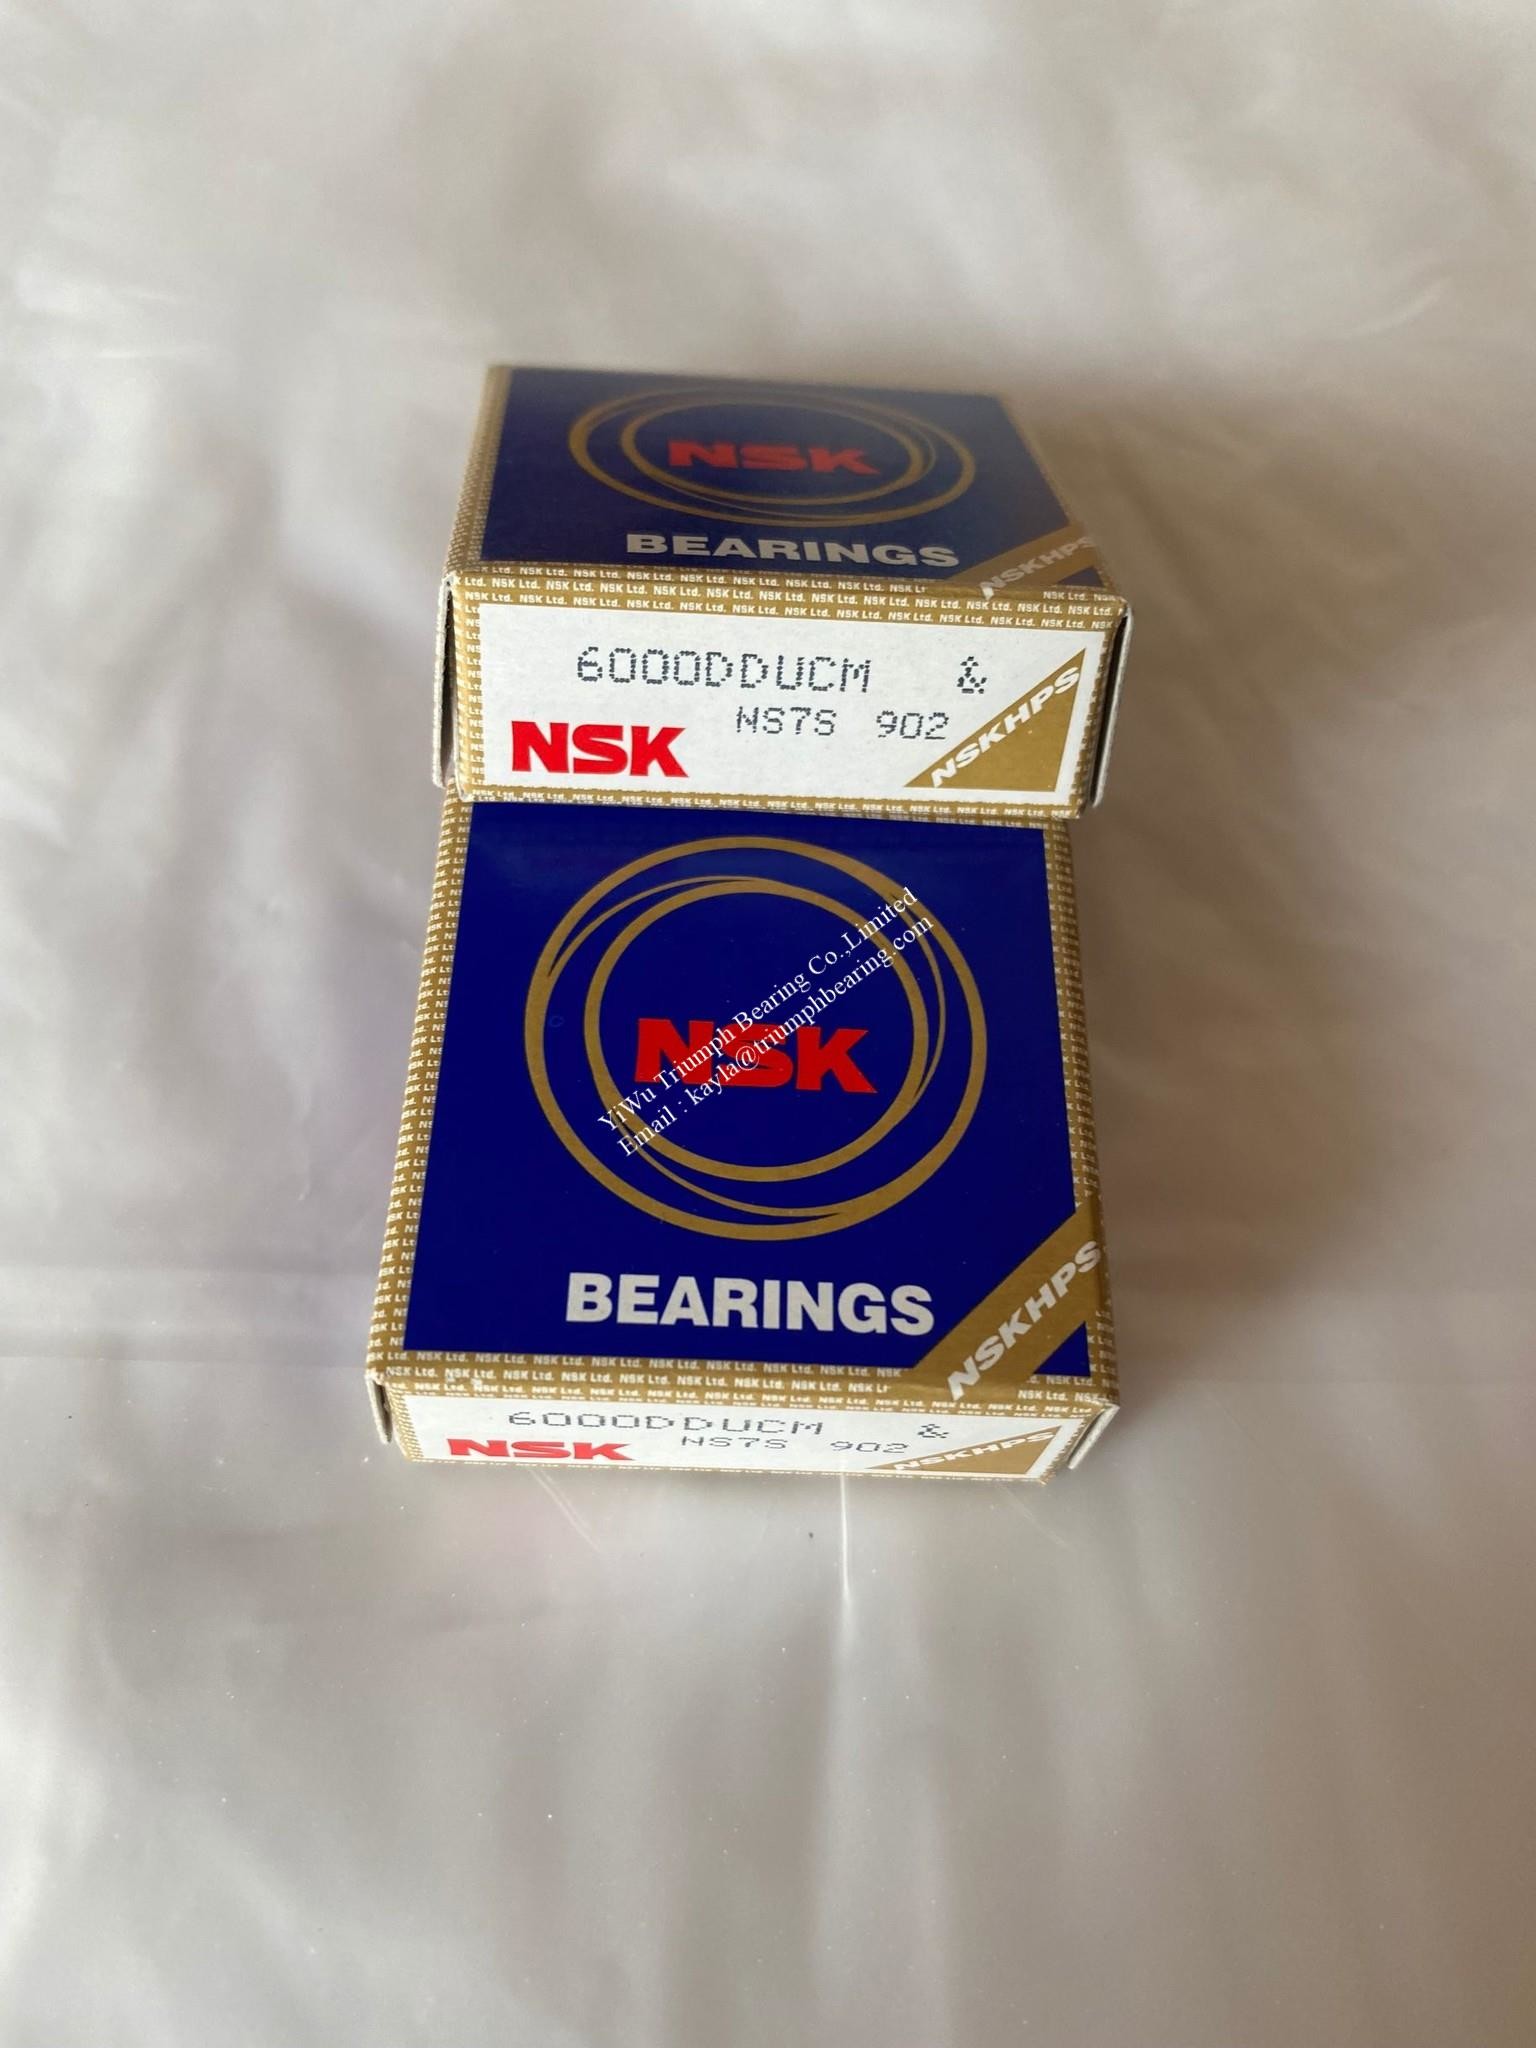 NSK
BEARINGS
NSKHPS
6000DDUCM &
NS7S 902
NSK
NSKHPS
NSK
YiWu Triumph Bearing Co.,Limited
Email : kayla@triumphbearing.com
BEARINGS
NSKHPS
6000DDUCM &
NS7S 902
NSK
NSKHPS